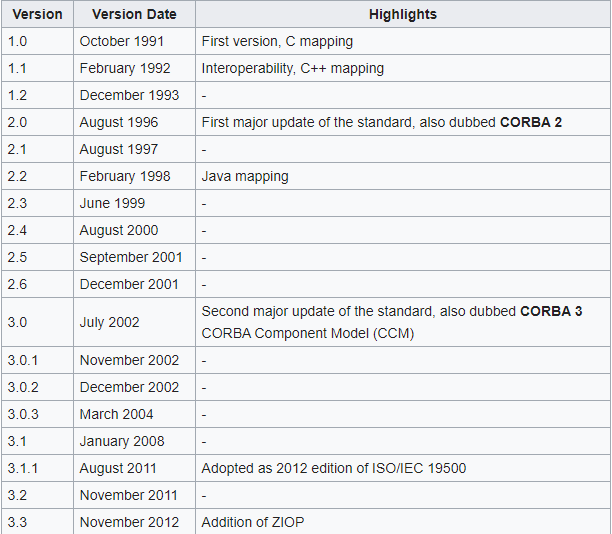 Version Version Date Highlights
1.0 October 1991 First version, C mapping
1.1 February 1992 Interoperability, C++ mapping
1.2 December 1993 -
2.0 August 1996 First major update of the standard, also dubbed CORBA 2
2.1 August 1997 -
2.2 February 1998 Java mapping
2.3 June 1999 -
2.4 August 2000 -
2.5 September 2001 -
2.6 December 2001 -
3.0 July 2002 Second major update of the standard, also dubbed CORBA 3
CORBA Component Model (CCM)
3.0.1 November 2002 -
3.0.2 December 2002 -
3.0.3 March 2004 -
3.1 January 2008 -
3.1.1 August 2011 Adopted as 2012 edition of ISO/IEC 19500
3.2 November 2011 -
3.3 November 2012 Addition of ZIOP